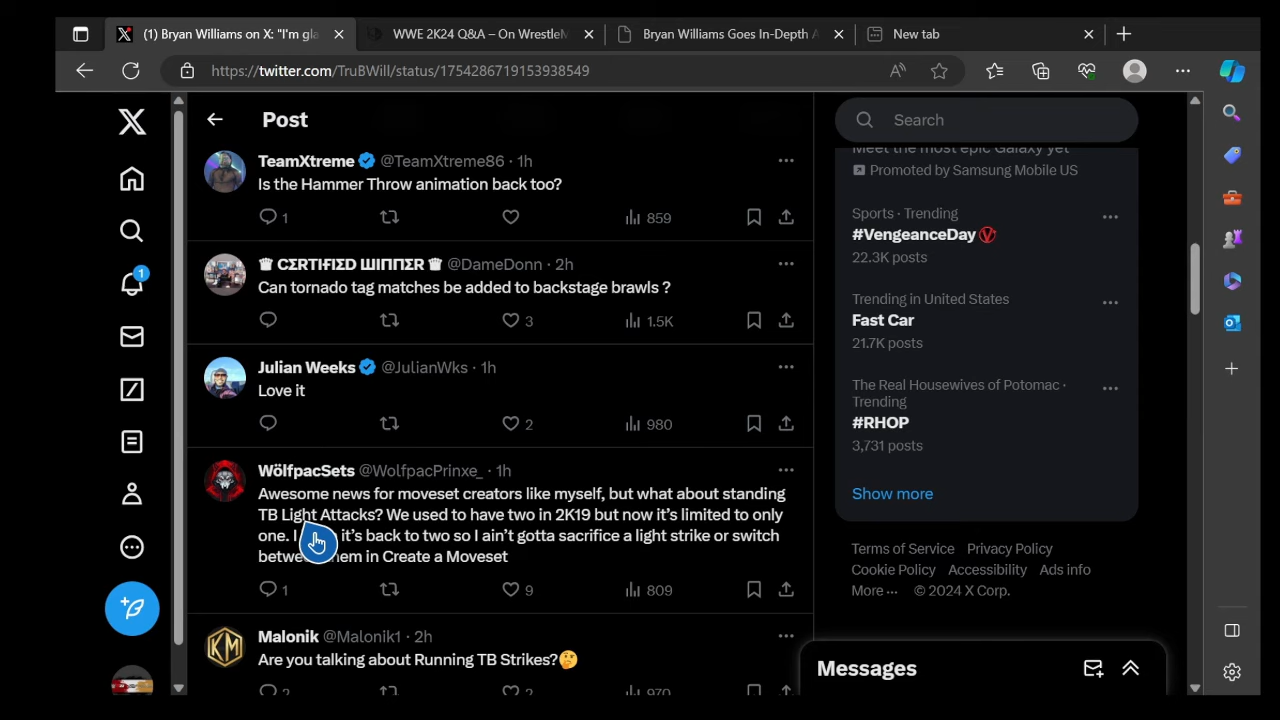 (1) Bryan Williams on X: "I'm gla
WWE 2K24 Q&A – On WrestleM
Bryan Williams Goes In-Depth A
New tab
https://twitter.com/TruBWill/status/1754286719153938549
Post
Search
TeamXtreme @TeamXtreme86 · 1h
Is the Hammer Throw animation back too?
1
859
♛ CΣRTIFIΣD ШIПΠΣR ♛ @DameDonn · 2h
Can tornado tag matches be added to backstage brawls ?
3
1.5K
Julian Weeks @JulianWks · 1h
Love it
2
980
WölfpacSets @WolfpacPrinxe_ · 1h
Awesome news for moveset creators like myself, but what about standing
TB Light Attacks? We used to have two in 2K19 but now it's limited to only
one. I it's back to two so I ain't gotta sacrifice a light strike or switch
them in Create a Moveset
1
9
809
Malonik @Malonik1 · 2h
Are you talking about Running TB Strikes?🤔
2
2
970
Meet the most epic Galaxy yet
Promoted by Samsung Mobile US
Sports · Trending
#VengeanceDay
22.3K posts
Trending in United States
Fast Car
21.7K posts
The Real Housewives of Potomac ·
Trending
#RHOP
3,731 posts
Show more
Terms of Service Privacy Policy
Cookie Policy Accessibility Ads info
More ··· © 2024 X Corp.
Messages
1
KM